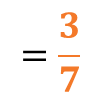 = 3/7